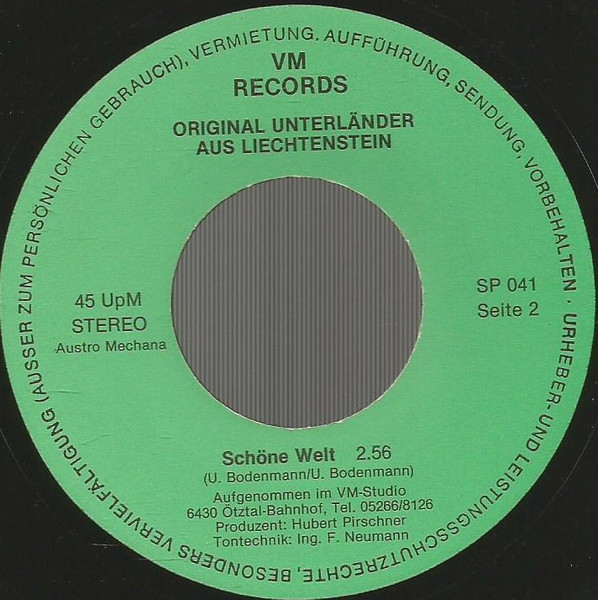 VM
RECORDS
ORIGINAL UNTERLÄNDER
AUS LIECHTENSTEIN
45 UpM
STEREO
Austro Mechana
SP 041
Seite 2
Schöne Welt 2.56
(U. Bodenmann/U. Bodenmann)
Aufgenommen im VM-Studio
6430 Ötztal-Bahnhof, Tel. 05266/8126
Produzent: Hubert Pirschner
Tontechnik: Ing. F. Neumann
URHEBER- UND LEISTUNGSSCHUTZRECHTE, BESONDERS VERVIELFÄLTIGUNG (AUSSER ZUM PERSÖNLICHEN GEBRAUCH), VERMIETUNG. AUFFÜHRUNG, SENDUNG, VORBEHALTEN ·